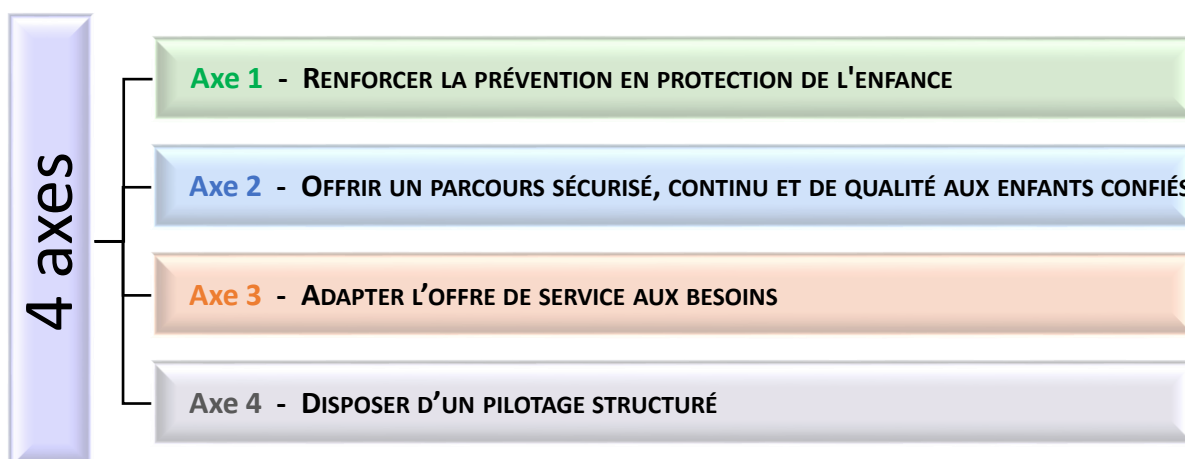 4 axes
Axe 1 - RENFORCER LA PRÉVENTION EN PROTECTION DE L'ENFANCE
Axe 2 - OFFRIR UN PARCOURS SÉCURISÉ, CONTINU ET DE QUALITÉ AUX ENFANTS CONFIÉS
Axe 3 - ADAPTER L’OFFRE DE SERVICE AUX BESOINS
Axe 4 - DISPOSER D’UN PILOTAGE STRUCTURÉ